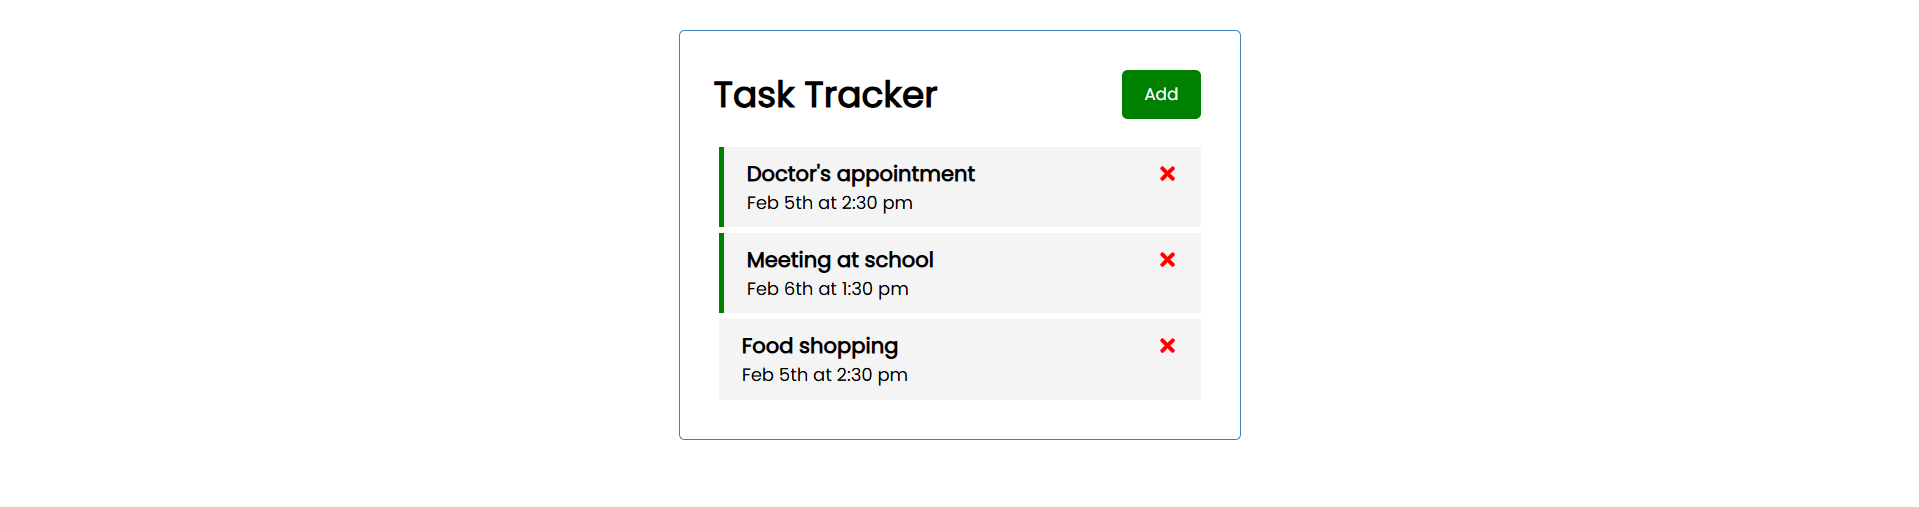 Task Tracker
Add
Doctor's appointment
Feb 5th at 2:30 pm
Meeting at school
Feb 6th at 1:30 pm
Food shopping
Feb 5th at 2:30 pm